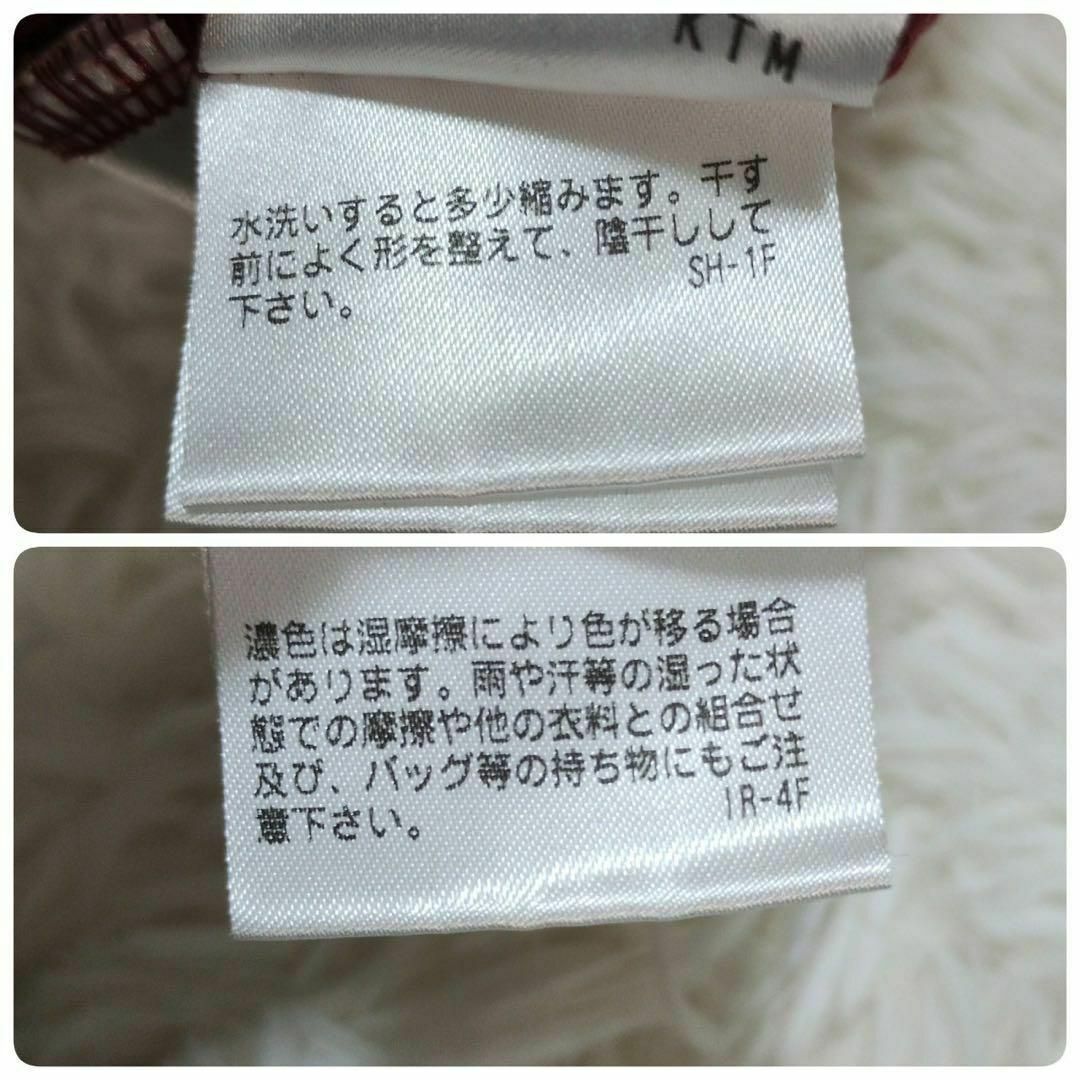 KTM
水洗いすると多少縮みます。干す
前によく形を整えて、陰干しして
下さい。
SH-1F
濃色は湿摩擦により色が移る場合
があります。雨や汗等の湿った状
態での摩擦や他の衣料との組合せ
及び、バッグ等の持ち物にもご注
意下さい。
IR-4F